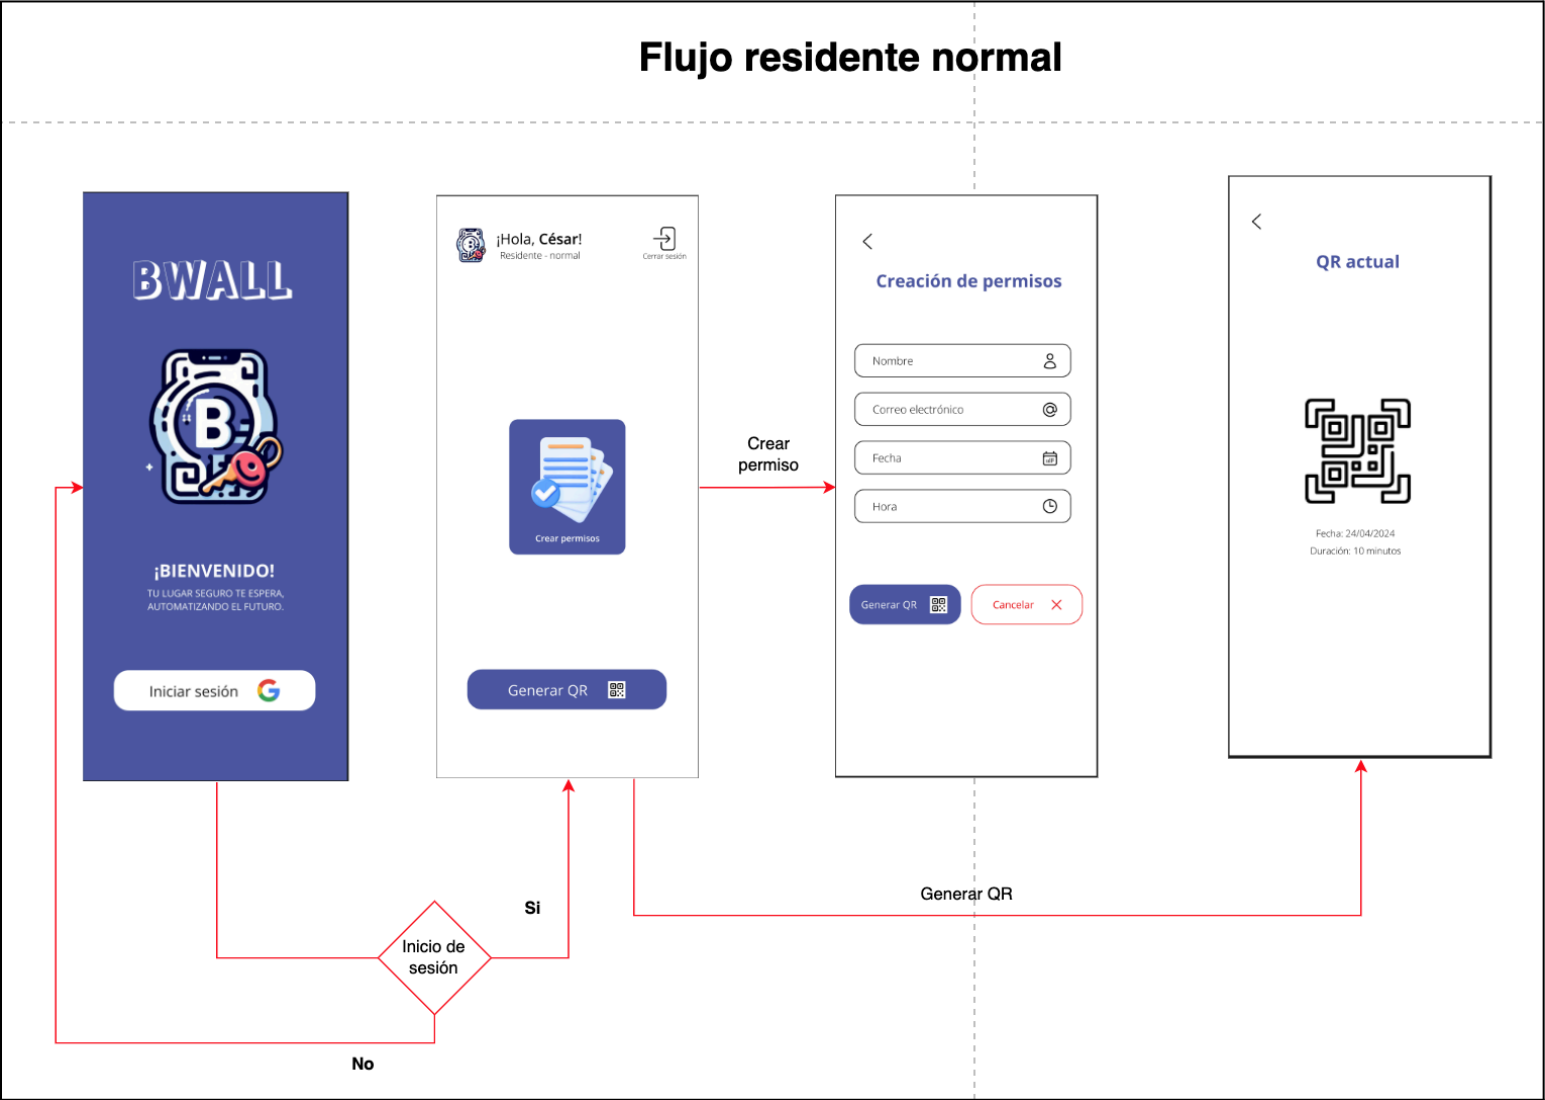 Flujo residente normal
BWALL
B
¡BIENVENIDO!
TU LUGAR SEGURO TE ESPERA,
AUTOMATIZANDO EL FUTURO.
Iniciar sesión
¡Hola, César!
Residente - normal
Cerrar sesión
Crear permisos
Generar QR
Crear
permiso
Creación de permisos
Nombre
Correo electrónico
Fecha
Hora
Generar QR
Cancelar
QR actual
Fecha: 24/04/2024
Duración: 10 minutos
Generar QR
Si
Inicio de
sesión
No